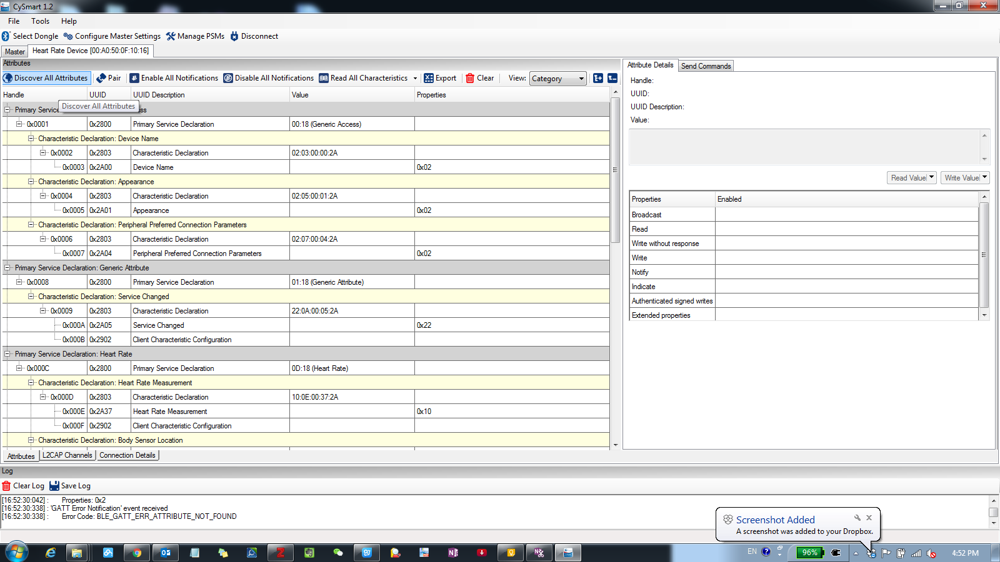 CySmart 1.2
File Tools Help
Select Dongle Configure Master Settings Manage PSMs Disconnect
Master Heart Rate Device [00:A0:50:0F:10:16]
Attributes
Discover All Attributes Pair Enable All Notifications Disable All Notifications Read All Characteristics Export Clear View: Category
Handle UUID UUID Description Value Properties
Discover All Attributes
Primary Service ss
0x0001 0x2800 Primary Service Declaration 00:18 (Generic Access)
Characteristic Declaration: Device Name
0x0002 0x2803 Characteristic Declaration 02:03:00:00:2A
0x0003 0x2A00 Device Name 0x02
Characteristic Declaration: Appearance
0x0004 0x2803 Characteristic Declaration 02:05:00:01:2A
0x0005 0x2A01 Appearance 0x02
Characteristic Declaration: Peripheral Preferred Connection Parameters
0x0006 0x2803 Characteristic Declaration 02:07:00:04:2A
0x0007 0x2A04 Peripheral Preferred Connection Parameters 0x02
Primary Service Declaration: Generic Attribute
0x0008 0x2800 Primary Service Declaration 01:18 (Generic Attribute)
Characteristic Declaration: Service Changed
0x0009 0x2803 Characteristic Declaration 22:0A:00:05:2A
0x000A 0x2A05 Service Changed 0x22
0x000B 0x2902 Client Characteristic Configuration
Primary Service Declaration: Heart Rate
0x000C 0x2800 Primary Service Declaration 0D:18 (Heart Rate)
Characteristic Declaration: Heart Rate Measurement
0x000D 0x2803 Characteristic Declaration 10:0E:00:37:2A
0x000E 0x2A37 Heart Rate Measurement 0x10
0x000F 0x2902 Client Characteristic Configuration
Characteristic Declaration: Body Sensor Location
Attributes L2CAP Channels Connection Details
Attribute Details Send Commands
Handle:
UUID:
UUID Description:
Value:
Read Value Write Value
Properties Enabled
Broadcast
Read
Write without response
Write
Notify
Indicate
Authenticated signed writes
Extended properties
Log
Clear Log Save Log
[16:52:30:042] : Properties: 0x2
[16:52:30:338] : 'GATT Error Notification' event received
[16:52:30:338] : Error Code: BLE_GATT_ERR_ATTRIBUTE_NOT_FOUND
Screenshot Added
A screenshot was added to your Dropbox.
EN 96% 4:52 PM